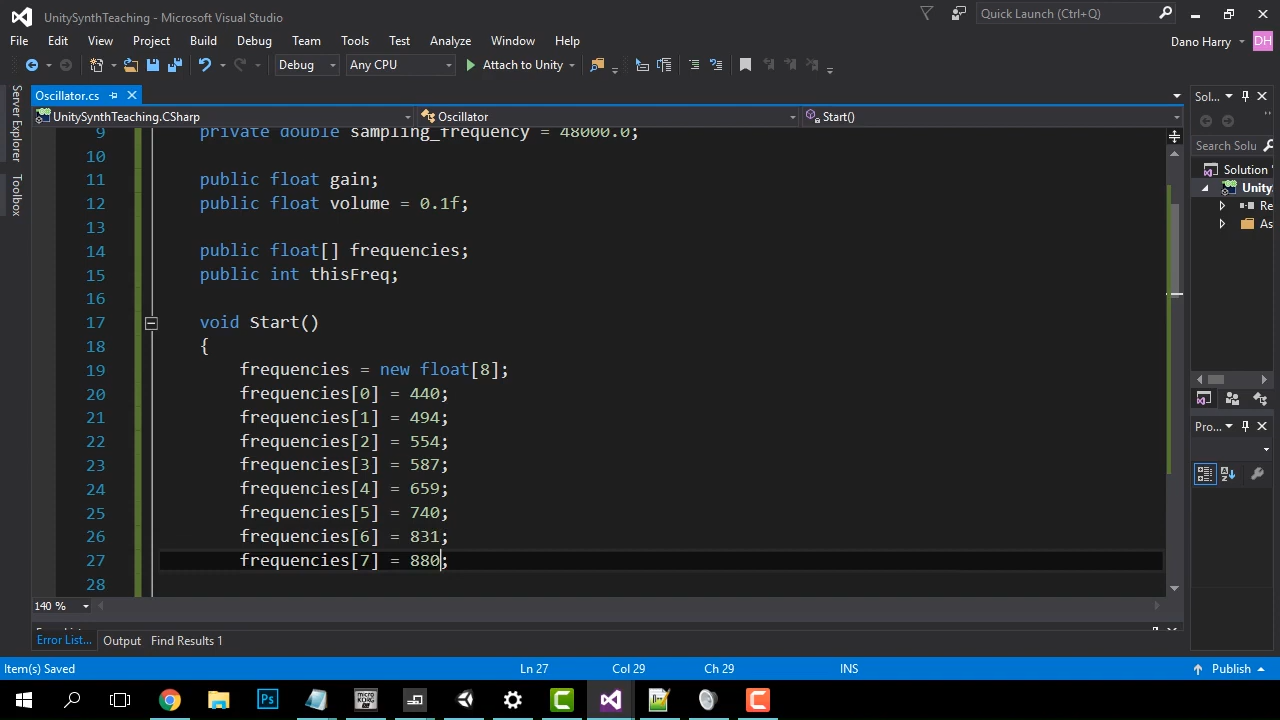 UnitySynthTeaching - Microsoft Visual Studio
Quick Launch (Ctrl+Q)
File Edit View Project Build Debug Team Tools Test Analyze Window Help
Dano Harry DH
Debug Any CPU Attach to Unity
Server Explorer
Toolbox
Oscillator.cs
UnitySynthTeaching.CSharp Oscillator Start()
9 private double sampling_frequency = 48000.0;
10
11 public float gain;
12 public float volume = 0.1f;
13
14 public float[] frequencies;
15 public int thisFreq;
16
17 void Start()
18 {
19 frequencies = new float[8];
20 frequencies[0] = 440;
21 frequencies[1] = 494;
22 frequencies[2] = 554;
23 frequencies[3] = 587;
24 frequencies[4] = 659;
25 frequencies[5] = 740;
26 frequencies[6] = 831;
27 frequencies[7] = 880;
28
140 %
Sol...
Search Solu
Solution '
Unity
Re
As
Pro...
Error List... Output Find Results 1
Item(s) Saved Ln 27 Col 29 Ch 29 INS Publish
Ps
micro